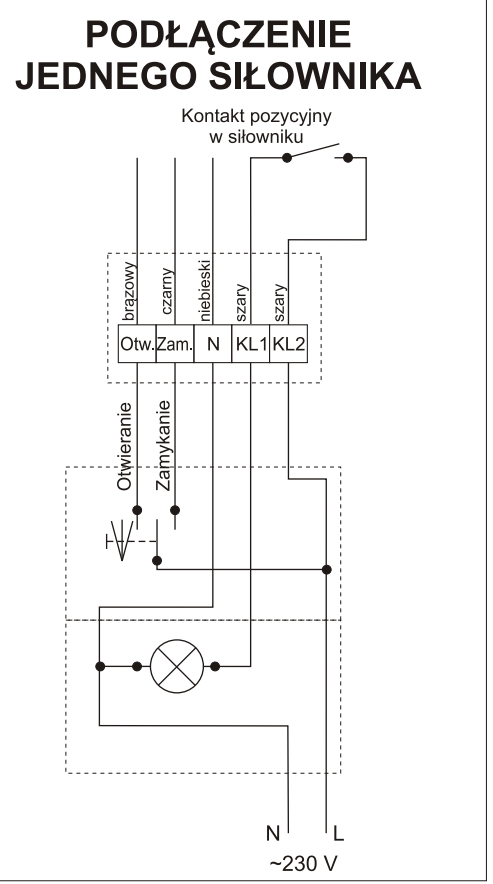 PODŁĄCZENIE
JEDNEGO SIŁOWNIKA
Kontakt pozycyjny
w siłowniku
brązowy
czarny
niebieski
szary
szary
Otw.
Zam.
N
KL1
KL2
Otwieranie
Zamykanie
N
L
~230 V